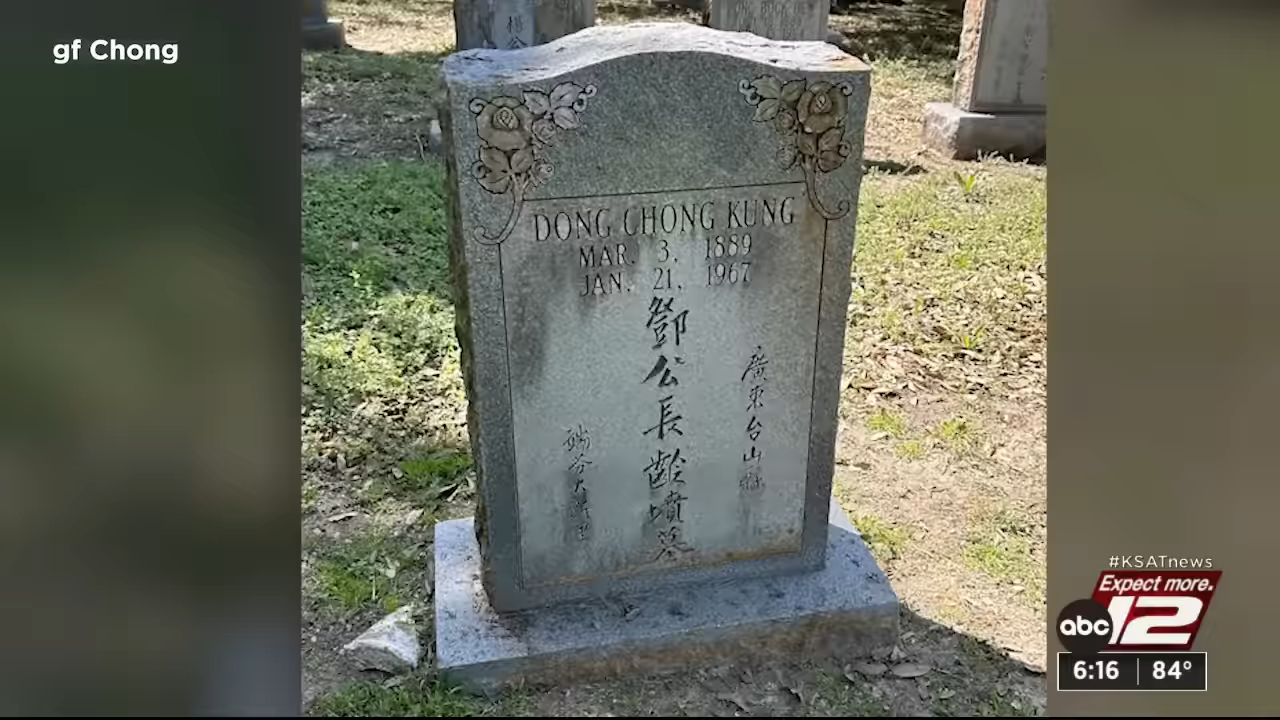 gf Chong
DONG CHONG KUNG
MAR. 3, 1889
JAN. 21, 1967
廣東台山縣
鄧公長齡墳墓
#KSATnews
Expect more.
abc 12
6:16 84°